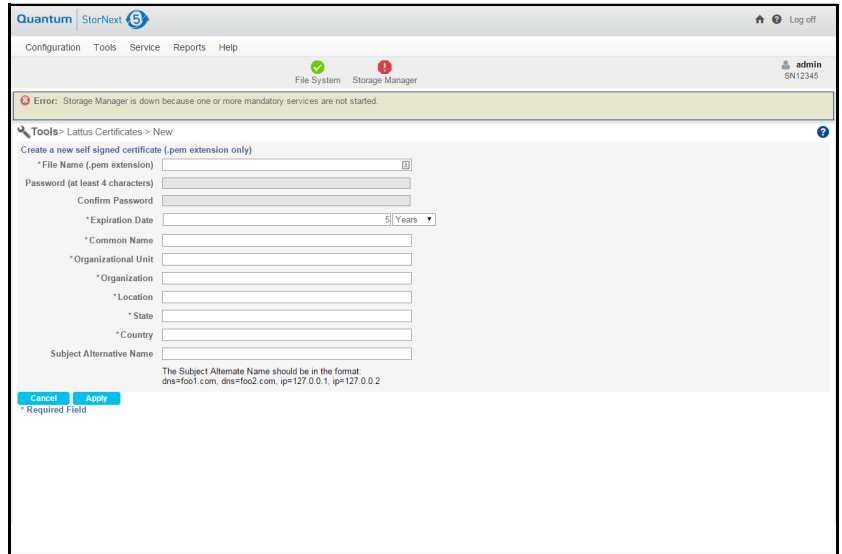 Quantum StorNext 5 Log off
Configuration Tools Service Reports Help
File System Storage Manager
admin
SN12345
Error: Storage Manager is down because one or more mandatory services are not started.
Tools> Lattus Certificates > New
Create a new self signed certificate (.pem extension only)
*File Name (.pem extension)
Password (at least 4 characters)
Confirm Password
*Expiration Date 5 Years
*Common Name
*Organizational Unit
*Organization
*Location
*State
*Country
Subject Alternative Name
The Subject Alternate Name should be in the format:
dns=foo1.com, dns=foo2.com, ip=127.0.0.1, ip=127.0.0.2
Cancel Apply
* Required Field